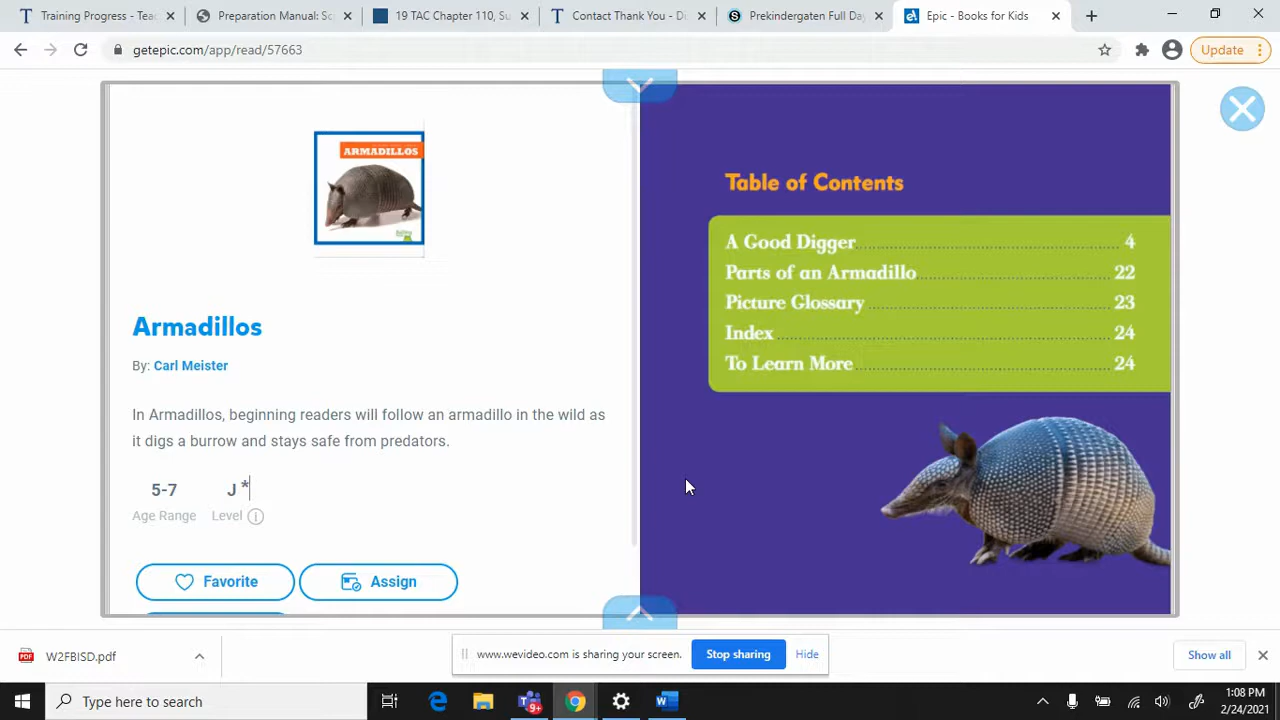 Training Progress - Teac
Preparation Manual: Sc
19 TAC Chapter 110, Su
Contact Thank You - Du
Prekindergaten Full Day
Epic - Books for Kids
getepic.com/app/read/57663
Update
ARMADILLOS
Table of Contents
A Good Digger 4
Parts of an Armadillo 22
Picture Glossary 23
Index 24
To Learn More 24
Armadillos
By: Carl Meister
In Armadillos, beginning readers will follow an armadillo in the wild as
it digs a burrow and stays safe from predators.
5-7 J *
Age Range Level
Favorite Assign
W2FBISD.pdf
www.wevideo.com is sharing your screen. Stop sharing Hide
Show all
Type here to search
9+
1:08 PM
2/24/2021